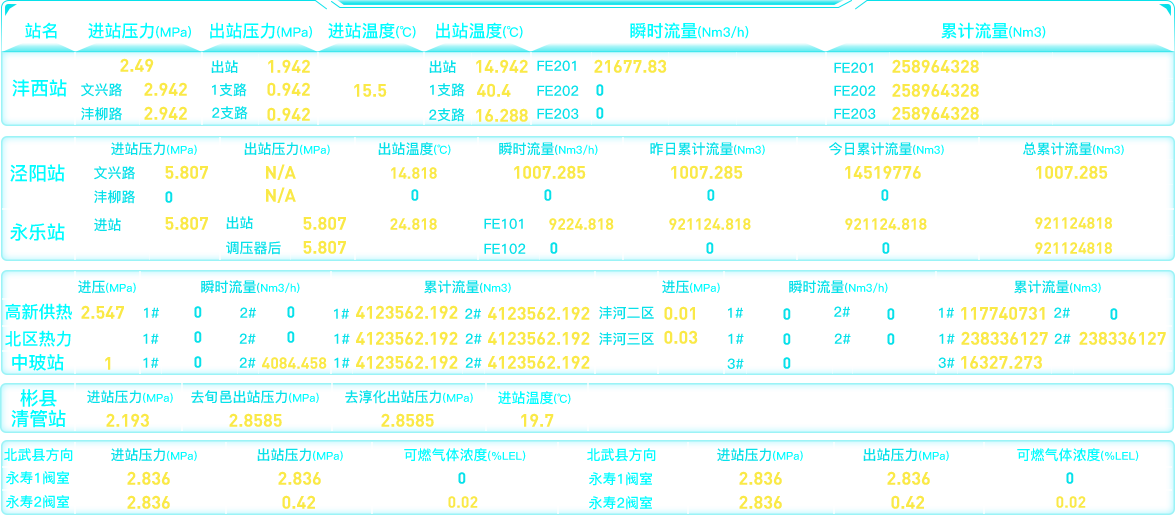 站名 进站压力(MPa) 出站压力(MPa) 进站温度(℃) 出站温度(℃) 瞬时流量(Nm3/h) 累计流量(Nm3)
沣西站 2.49 出站 1.942 15.5 出站 14.942 FE201 21677.83 FE201 258964328
文兴路 2.942 1支路 0.942 1支路 40.4 FE202 0 FE202 258964328
沣柳路 2.942 2支路 0.942 2支路 16.288 FE203 0 FE203 258964328
进站压力(MPa) 出站压力(MPa) 出站温度(℃) 瞬时流量(Nm3/h) 昨日累计流量(Nm3) 今日累计流量(Nm3) 总累计流量(Nm3)
泾阳站 文兴路 5.807 N/A 14.818 1007.285 1007.285 14519776 1007.285
沣柳路 0 N/A 0 0 0 0
永乐站 进站 5.807 出站 5.807 24.818 FE101 9224.818 921124818 921124818 921124818
调压器后 5.807 FE102 0 0 0 921124818
进压(MPa) 瞬时流量(Nm3/h) 累计流量(Nm3) 进压(MPa) 瞬时流量(Nm3/h) 累计流量(Nm3)
高新供热 2.547 1# 0 2# 0 1# 4123562.192 2# 4123562.192 沣河二区 0.01 1# 0 2# 0 1# 117740731 2# 0
北区热力 1# 0 2# 0 1# 4123562.192 2# 4123562.192 沣河三区 0.03 1# 0 2# 0 1# 238336127 2# 238336127
中玻站 1 1# 0 2# 4084.458 1# 4123562.192 2# 4123562.192 3# 0 3# 16327.273
彬县清管站 进站压力(MPa) 去旬邑出站压力(MPa) 去淳化出站压力(MPa) 进站温度(℃)
2.193 2.8585 2.8585 19.7
北武县方向 进站压力(MPa) 出站压力(MPa) 可燃气体浓度(%LEL) 北武县方向 进站压力(MPa) 出站压力(MPa) 可燃气体浓度(%LEL)
永寿1阀室 2.836 2.836 0 永寿1阀室 2.836 2.836 0
永寿2阀室 2.836 0.42 0.02 永寿2阀室 2.836 0.42 0.02